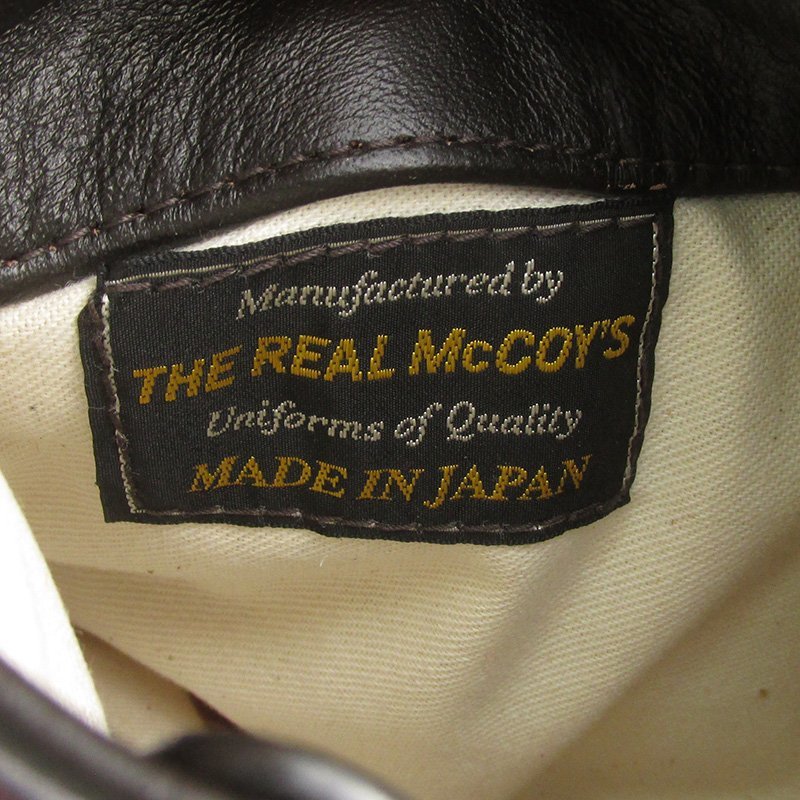 Manufactured by
THE REAL McCOY'S
Uniforms of Quality
MADE IN JAPAN